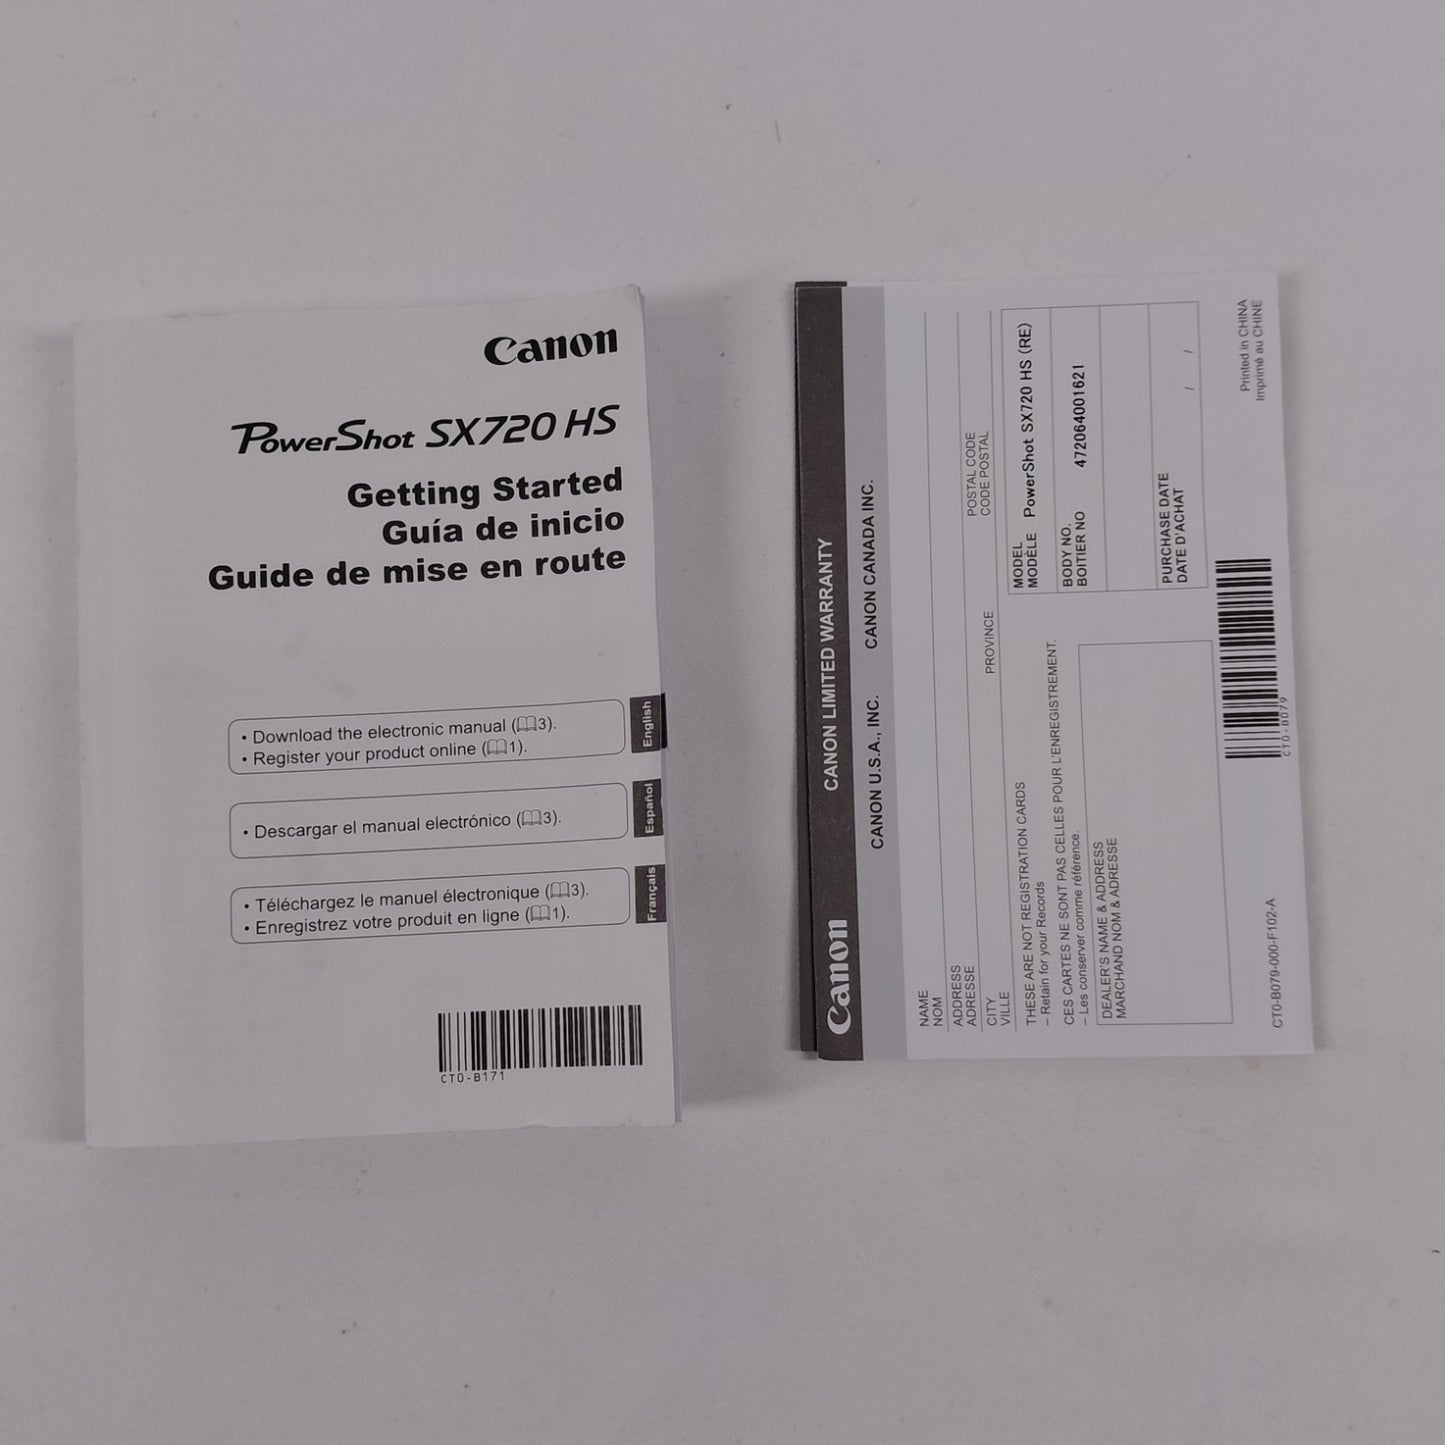 Canon
PowerShot SX720 HS
Getting Started
Guía de inicio
Guide de mise en route
• Download the electronic manual (3).
• Register your product online (1).
English
• Descargar el manual electrónico (3).
Español
• Téléchargez le manuel électronique (3).
• Enregistrez votre produit en ligne (1).
Français
CT0-B171
Canon CANON LIMITED WARRANTY
CANON U.S.A., INC. CANON CANADA INC.
NAME
NOM
ADDRESS
ADRESSE
CITY PROVINCE POSTAL CODE
VILLE CODE POSTAL
THESE ARE NOT REGISTRATION CARDS
– Retain for your Records
CES CARTES NE SONT PAS CELLES POUR L'ENREGISTREMENT.
– Les conserver comme référence.
DEALER'S NAME & ADDRESS
MARCHAND NOM & ADRESSE
MODEL
MODÈLE PowerShot SX720 HS (RE)
BODY NO.
BOITIER NO 472064001621
PURCHASE DATE
DATE D'ACHAT / /
CT0-B079
CT0-B079-000-F102-A
Printed in CHINA
Imprimé au CHINE